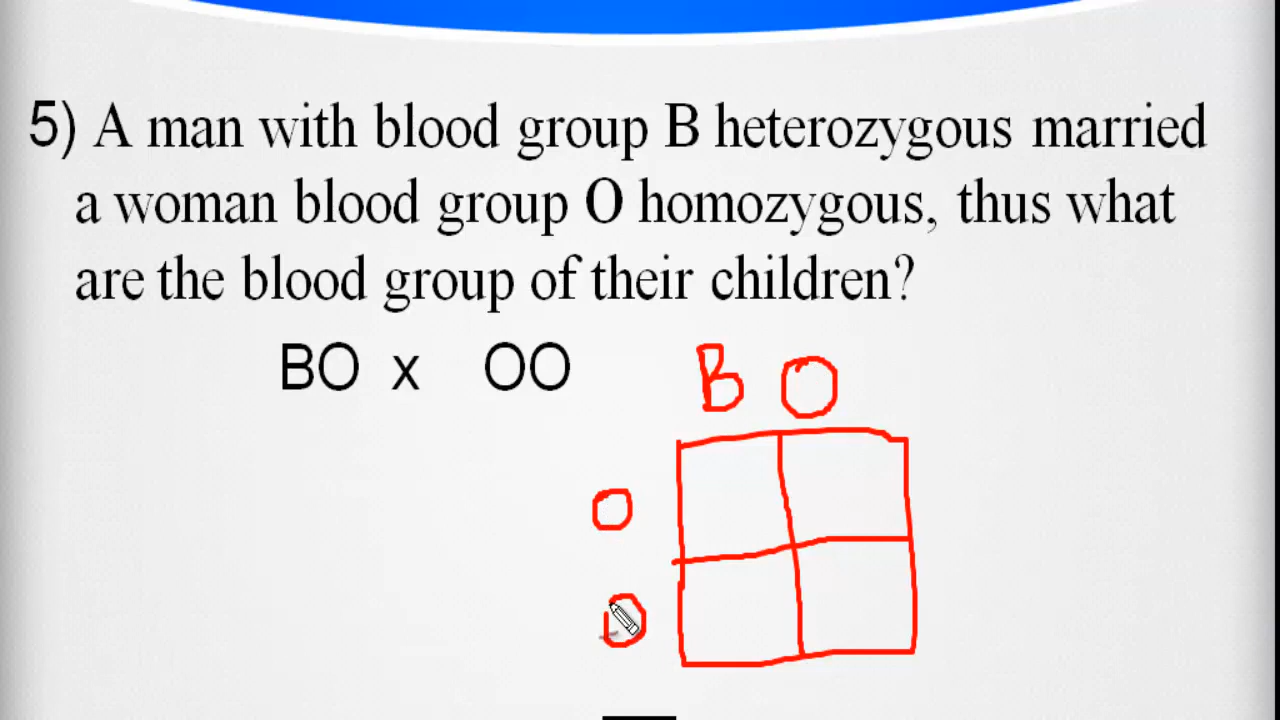 5) A man with blood group B heterozygous married
a woman blood group O homozygous, thus what
are the blood group of their children?
BO x OO
B O
O
O